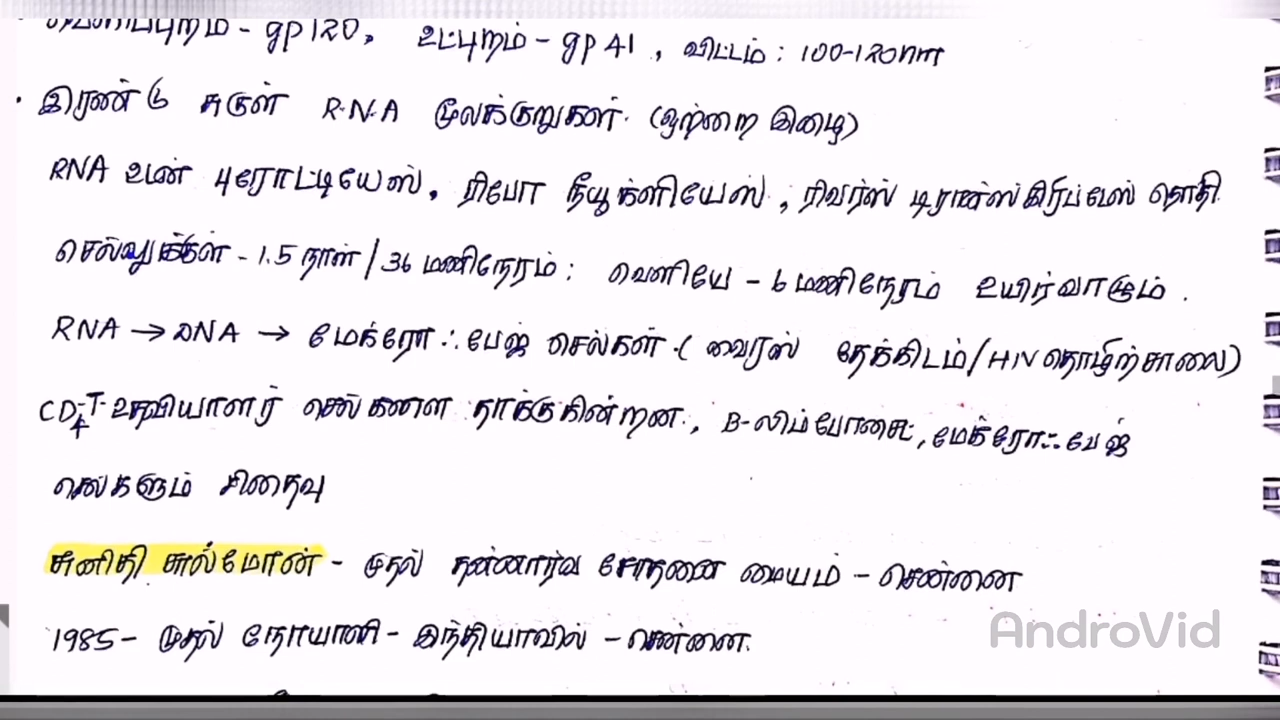 வெளிப்புறம் - gp120, உட்புறம் - gp41, விட்டம் : 100-120nm
• இரண்டு சுருள் R.N.A மூலக்கூறுகள். (ஒற்றை இழை)
RNA உடன் புரோட்டியேஸ், ரிபோ நியூக்ளியேஸ், ரிவர்ஸ் டிரான்ஸ்கிரிப்டேஸ் நொதி
செல்லுக்குள் - 1.5 நாள் / 36 மணிநேரம் ; வெளியே - 6 மணிநேரம் உயிர்வாழும்.
RNA → DNA → மேக்ரோஃபேஜ் செல்கள். ( வைரஸ் தேக்கிடம் / HIV தொழிற்சாலை)
CD4-T- உதவியாளர் செல்களை தாக்குகின்றன., B-லிம்போசைட், மேக்ரோஃபேஜ்
செல்களும் சிதைவு
சுனிதி சால்மோன் - முதல் தன்னார்வ சோதனை மையம் - சென்னை
1985 - முதல் நோயாளி - இந்தியாவில் - சென்னை.
AndroVid